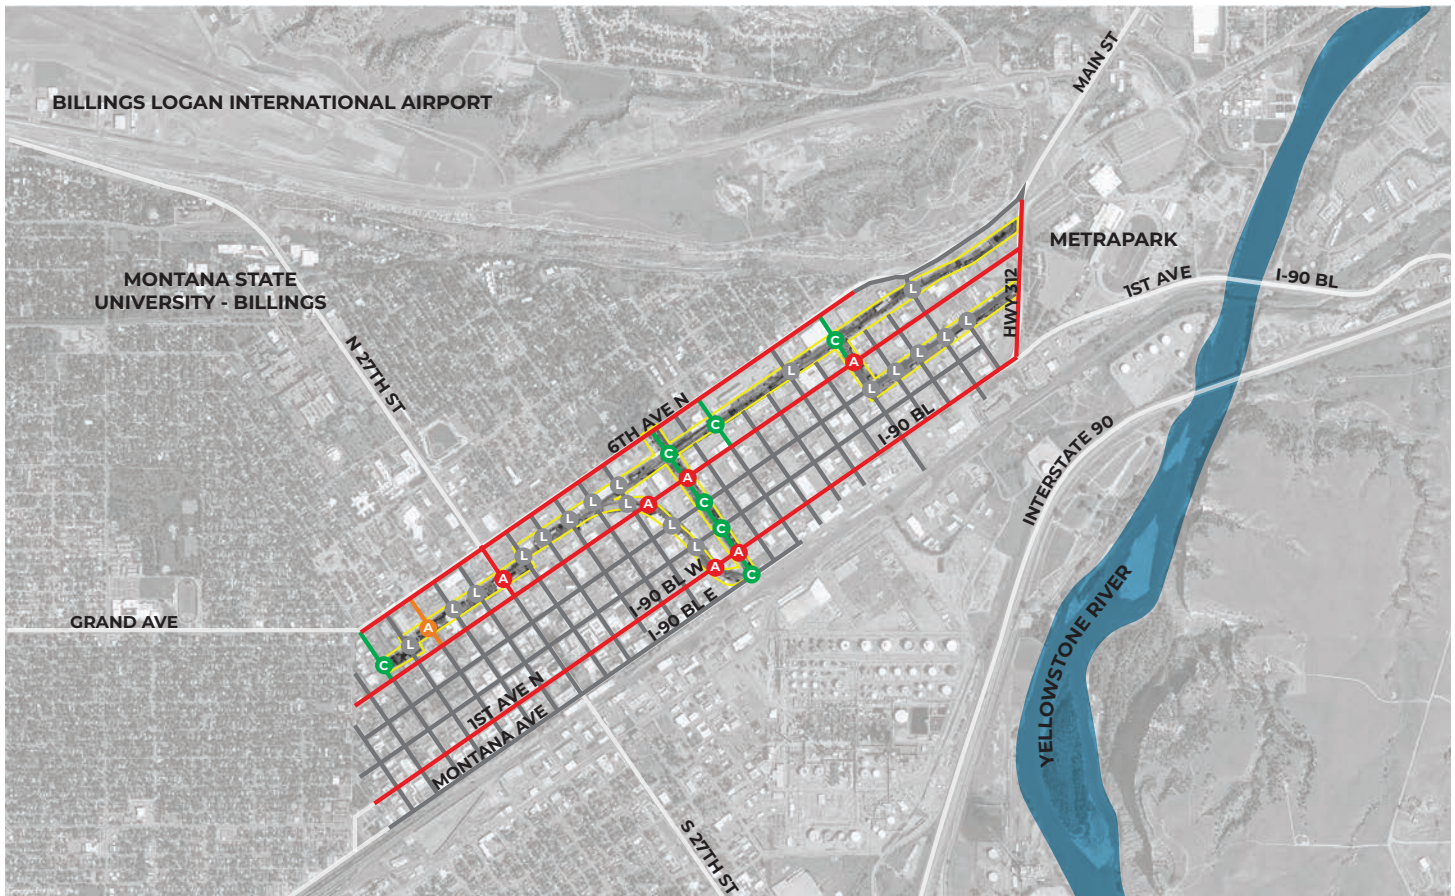 MAIN ST
BILLINGS LOGAN INTERNATIONAL AIRPORT
METRAPARK
MONTANA STATE
UNIVERSITY - BILLINGS
1ST AVE
I-90 BL
HWY 312
L
L
L
L
C
L
A
L
L
L
N 27TH ST
6TH AVE N
C
I-90 BL
INTERSTATE 90
C
A
L
L
L
A
C
L
L
C
L
L
L
A
I-90 BL W
A
C
A
I-90 BL E
L
L
A
L
C
GRAND AVE
YELLOWSTONE RIVER
1ST AVE N
MONTANA AVE
S 27TH ST